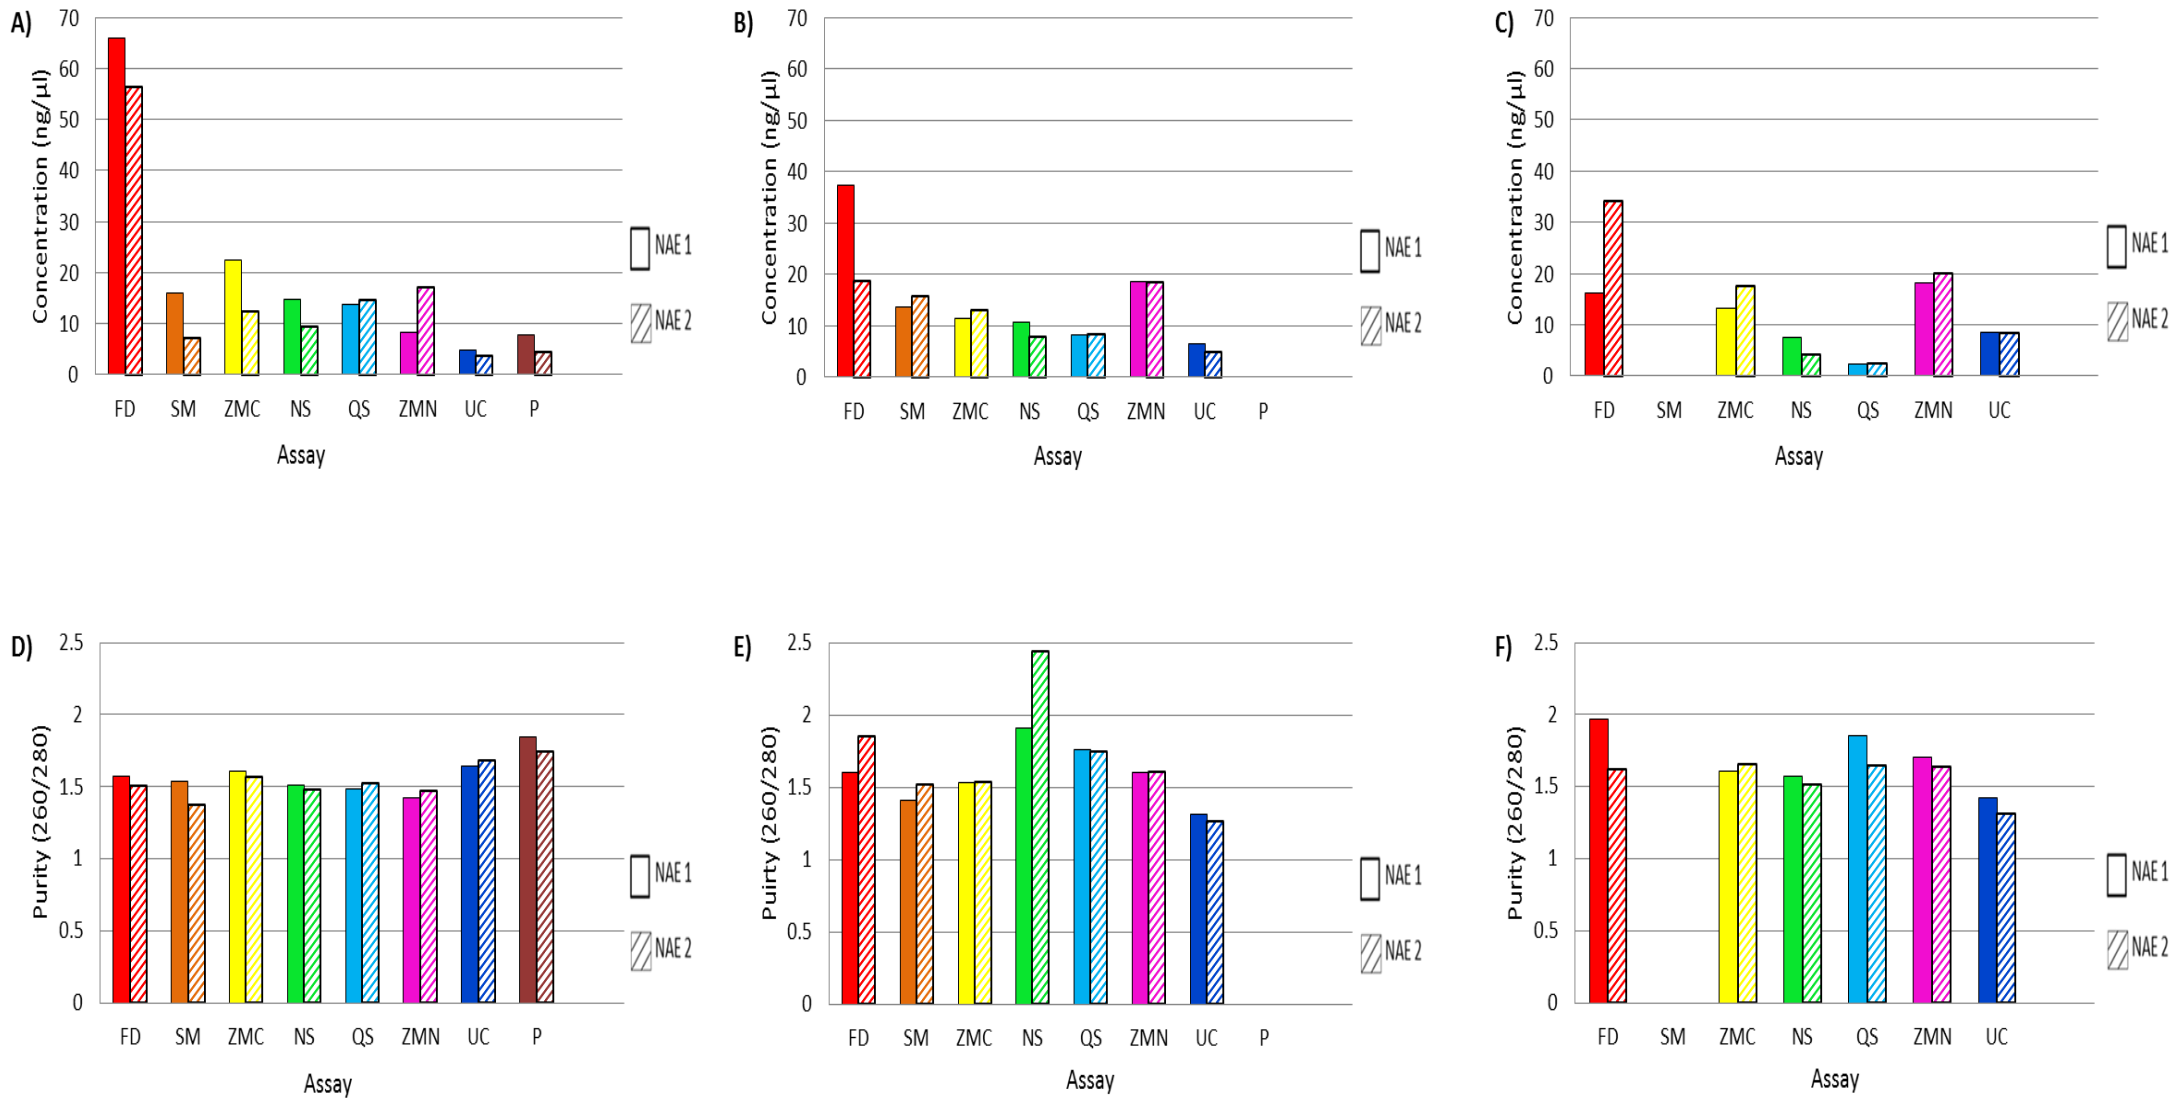 A)
Concentration (ng/µl)
70
60
50
40
30
20
10
0
FD SM ZMC NS QS ZMN UC P
Assay
NAE 1
NAE 2
B)
Concentration (ng/µl)
70
60
50
40
30
20
10
0
FD SM ZMC NS QS ZMN UC P
Assay
NAE 1
NAE 2
C)
Concentration (ng/µl)
70
60
50
40
30
20
10
0
FD SM ZMC NS QS ZMN UC
Assay
NAE 1
NAE 2
D)
Purity (260/280)
2.5
2
1.5
1
0.5
0
FD SM ZMC NS QS ZMN UC P
Assay
NAE 1
NAE 2
E)
Puirty (260/280)
2.5
2
1.5
1
0.5
0
FD SM ZMC NS QS ZMN UC P
Assay
NAE 1
NAE 2
F)
Purity (260/280)
2.5
2
1.5
1
0.5
0
FD SM ZMC NS QS ZMN UC
Assay
NAE 1
NAE 2